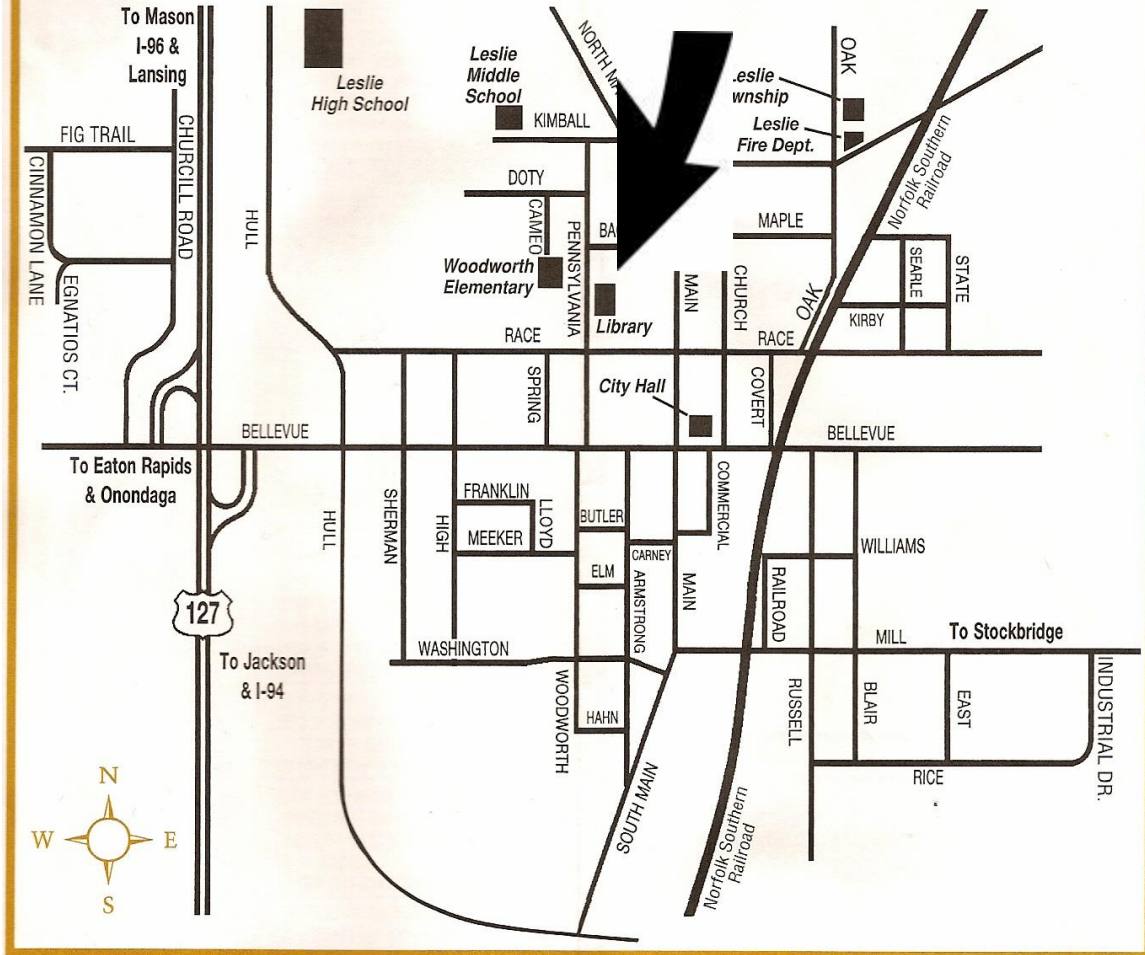 To Mason
I-96 &
Lansing
Leslie
High School
Leslie
Middle
School
NORTH
OAK
eslie
wnship
Leslie
Fire Dept.
KIMBALL
FIG TRAIL
CHURCILL ROAD
CINNAMON LANE
EGNATIOS CT.
HULL
DOTY
CAMEO
PENNSYLVANIA
MAPLE
Norfolk Southern
Railroad
Woodworth
Elementary
Library
MAIN
CHURCH
OAK
SEARLE
STATE
KIRBY
RACE
RACE
SPRING
City Hall
COVERT
BELLEVUE
BELLEVUE
To Eaton Rapids
& Onondaga
HULL
SHERMAN
HIGH
FRANKLIN
LLOYD
MEEKER
BUTLER
ELM
CARNEY
ARMSTRONG
MAIN
COMMERCIAL
WILLIAMS
RAILROAD
127
To Jackson
& I-94
WASHINGTON
MILL
To Stockbridge
WOODWORTH
HAHN
RUSSELL
BLAIR
EAST
INDUSTRIAL DR.
RICE
SOUTH MAIN
Norfolk Southern
Railroad
N
W E
S